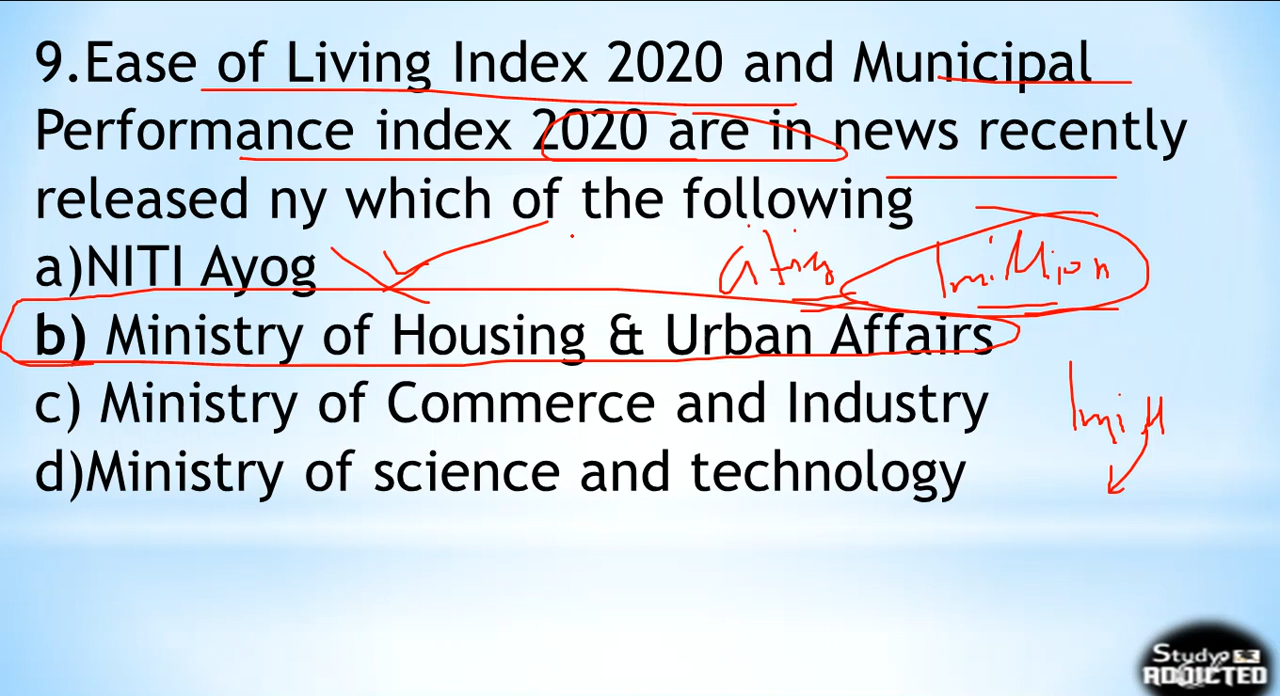 9.Ease of Living Index 2020 and Municipal
Performance index 2020 are in news recently
released ny which of the following
a)NITI Ayog
million
b) Ministry of Housing & Urban Affairs
c) Ministry of Commerce and Industry
d)Ministry of science and technology
Study
ADDICTED